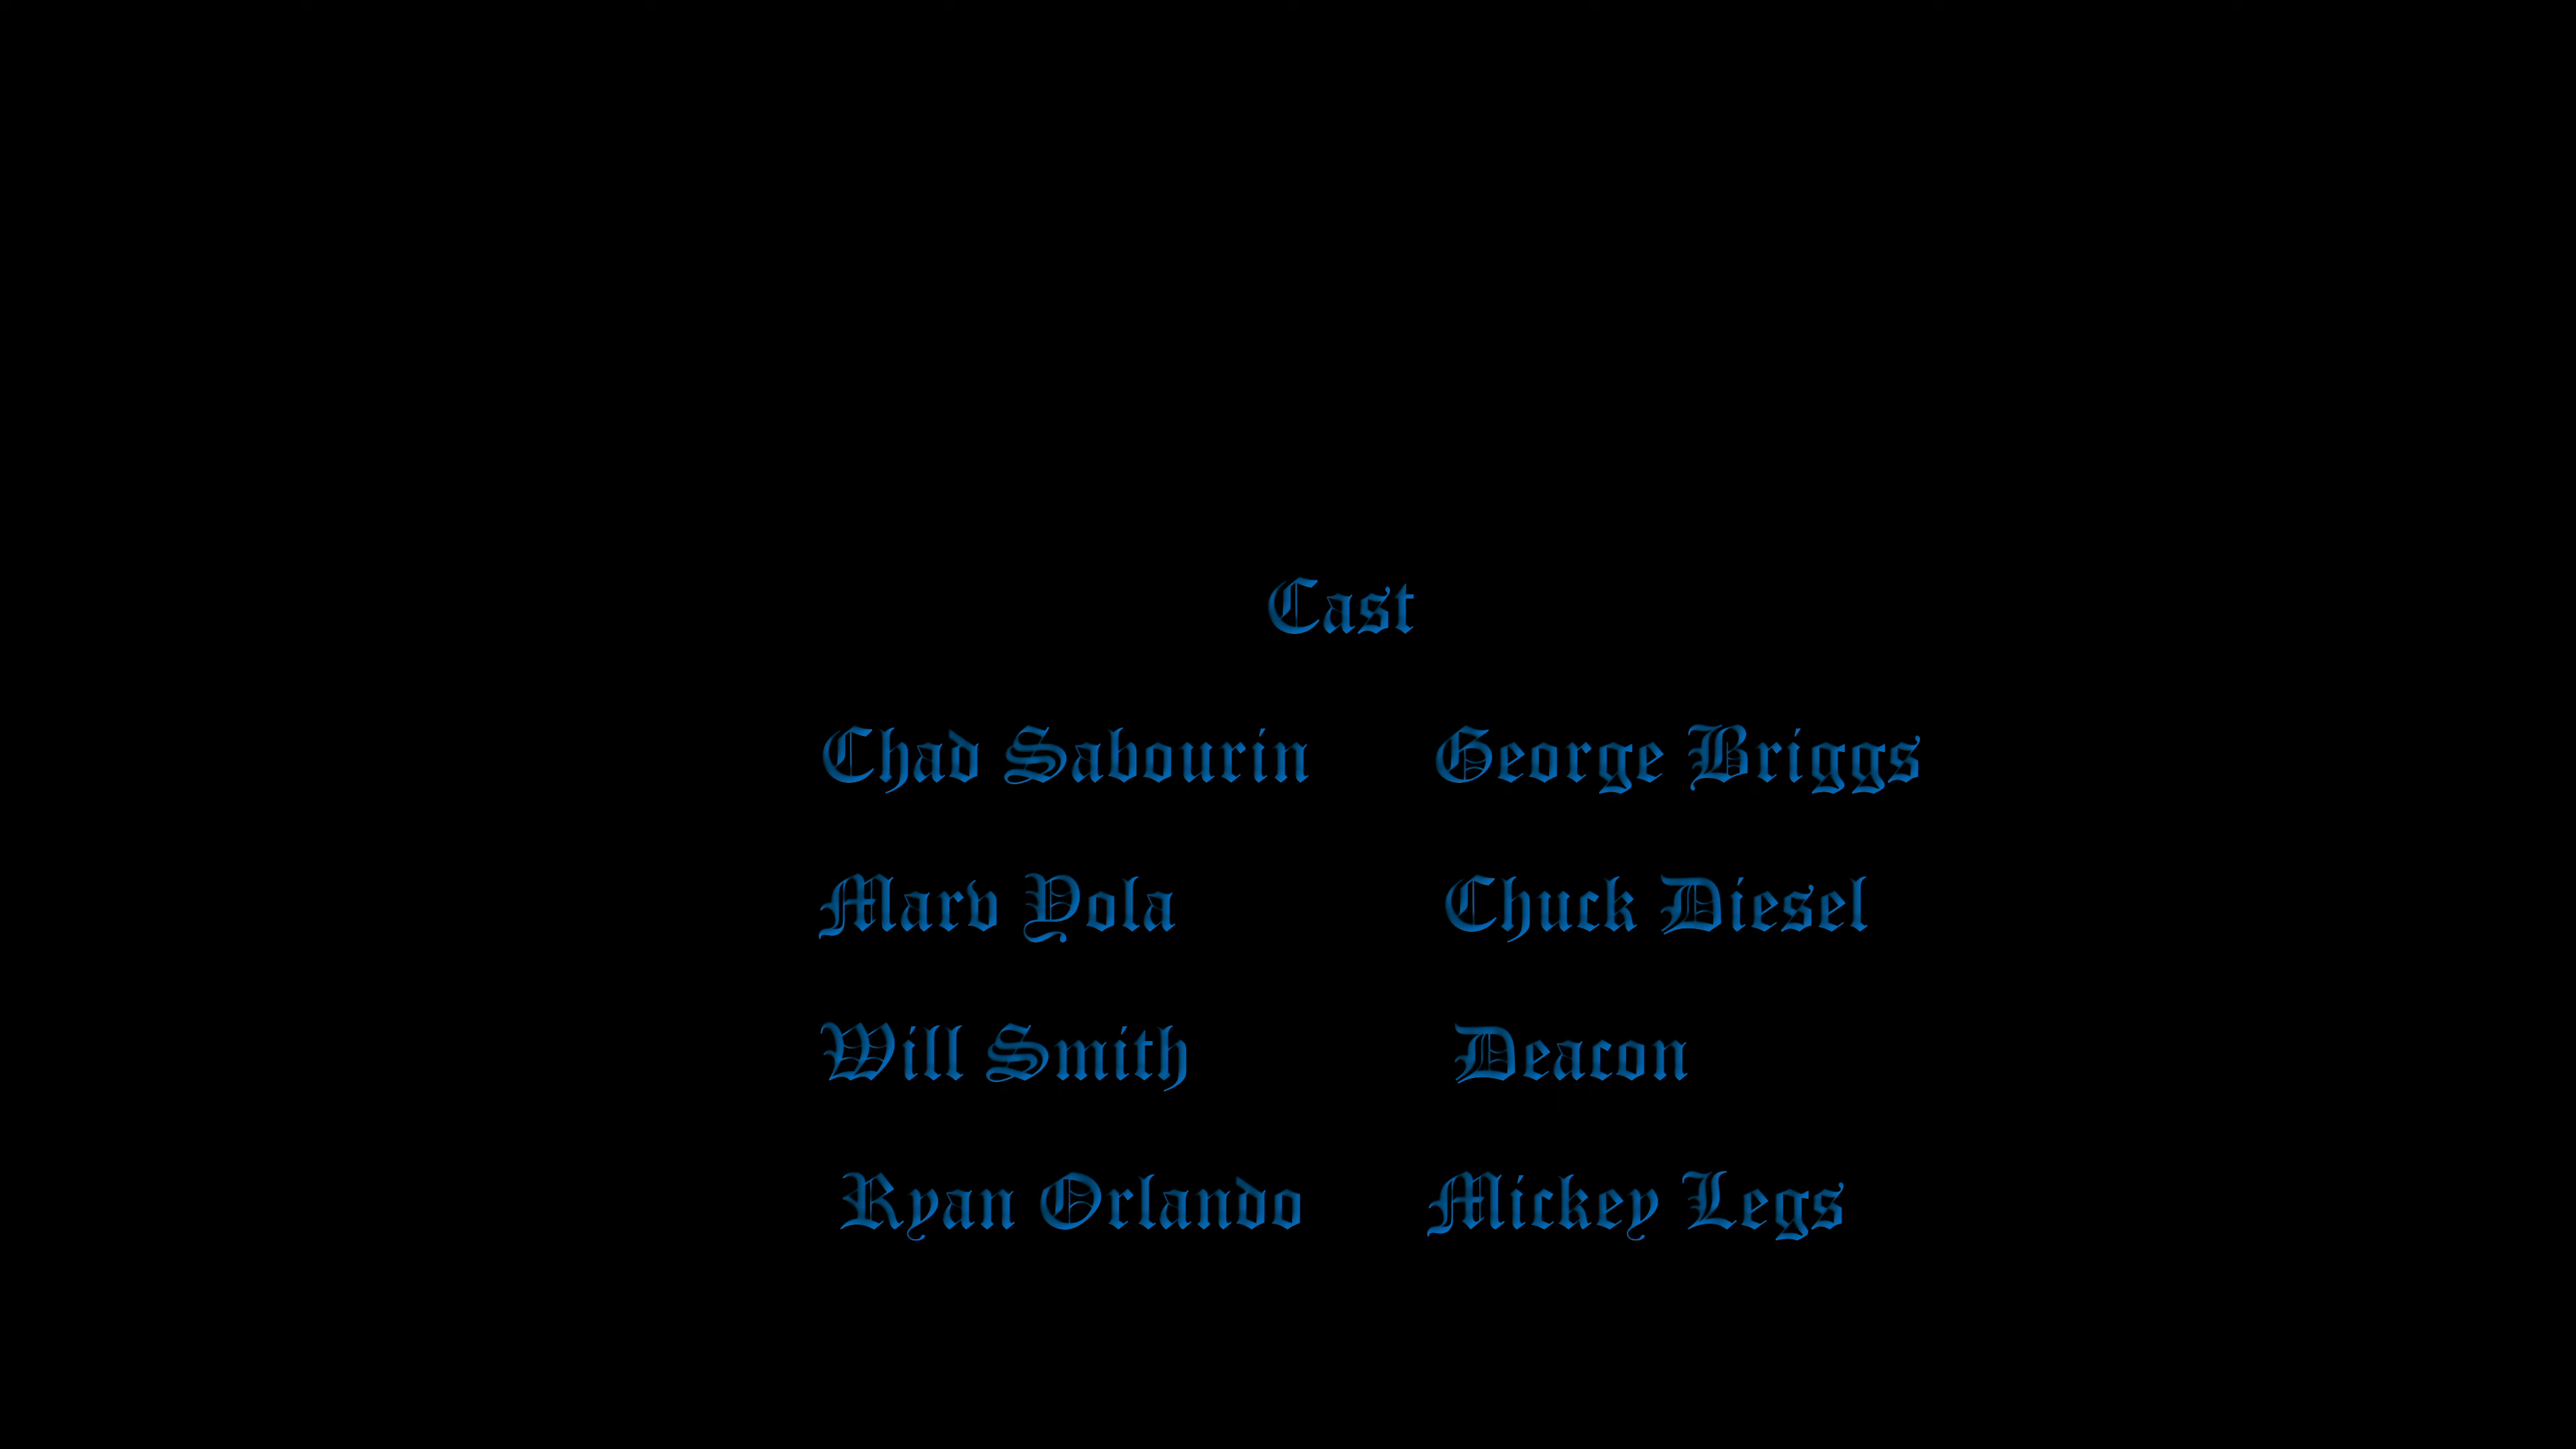 Cast
Chad Sabourin George Briggs
Marv Yola Chuck Diesel
Will Smith Deacon
Ryan Orlando Mickey Legs